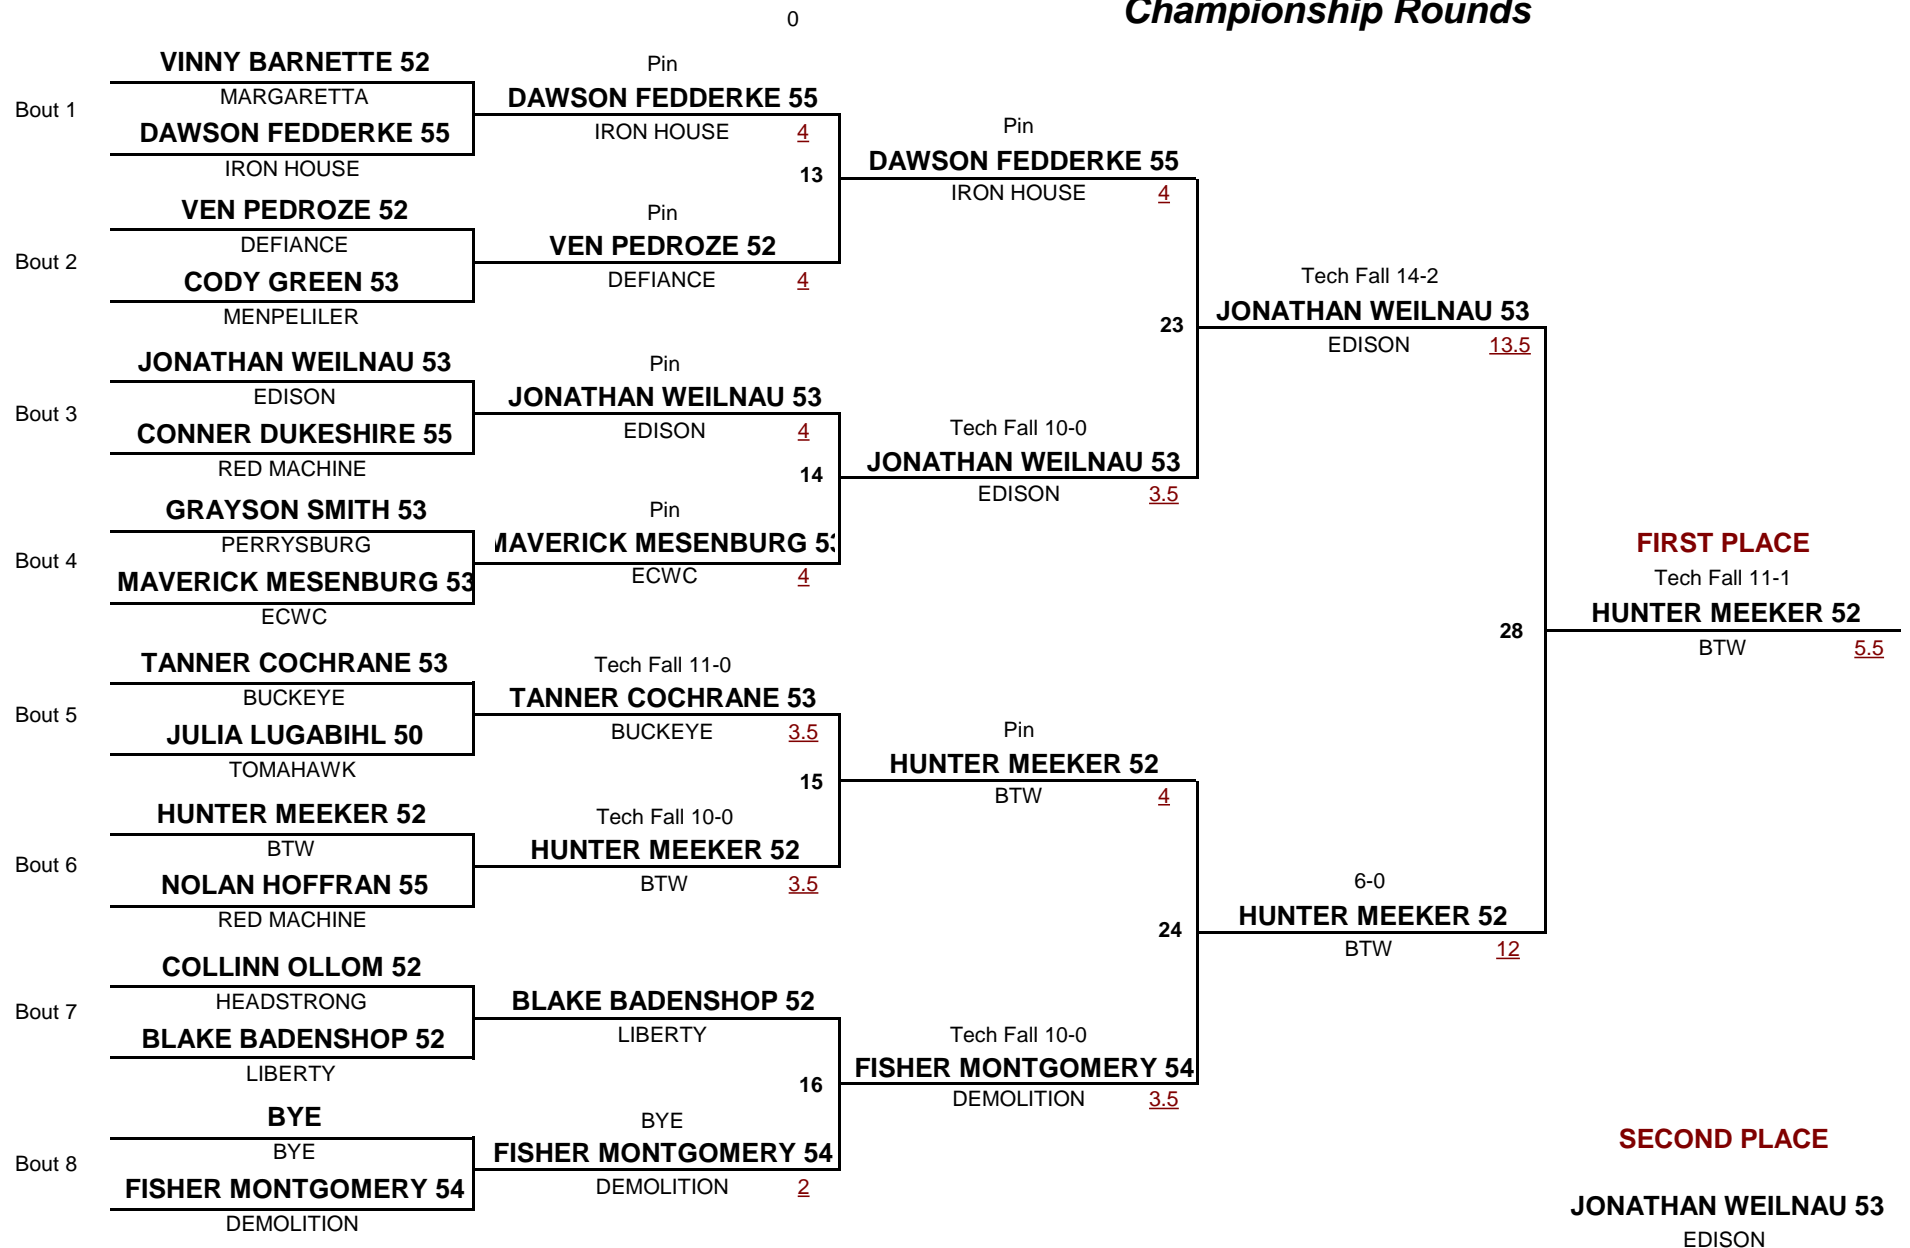 Championship Rounds
0
VINNY BARNETTE 52
Bout 1
MARGARETTA
DAWSON FEDDERKE 55
IRON HOUSE
VEN PEDROZE 52
Bout 2
DEFIANCE
CODY GREEN 53
MENPELILER
JONATHAN WEILNAU 53
Bout 3
EDISON
CONNER DUKESHIRE 55
RED MACHINE
GRAYSON SMITH 53
Bout 4
PERRYSBURG
MAVERICK MESENBURG 53
ECWC
TANNER COCHRANE 53
Bout 5
BUCKEYE
JULIA LUGABIHL 50
TOMAHAWK
HUNTER MEEKER 52
Bout 6
BTW
NOLAN HOFFRAN 55
RED MACHINE
COLLINN OLLOM 52
Bout 7
HEADSTRONG
BLAKE BADENSHOP 52
LIBERTY
BYE
Bout 8
BYE
FISHER MONTGOMERY 54
DEMOLITION
Pin
DAWSON FEDDERKE 55
IRON HOUSE 4
13
Pin
VEN PEDROZE 52
DEFIANCE 4
Pin
JONATHAN WEILNAU 53
EDISON 4
14
Pin
MAVERICK MESENBURG 53
ECWC 4
Tech Fall 11-0
TANNER COCHRANE 53
BUCKEYE 3.5
15
Tech Fall 10-0
HUNTER MEEKER 52
BTW 3.5
BLAKE BADENSHOP 52
LIBERTY
16
BYE
FISHER MONTGOMERY 54
DEMOLITION 2
Pin
DAWSON FEDDERKE 55
IRON HOUSE 4
23
Tech Fall 10-0
JONATHAN WEILNAU 53
EDISON 3.5
Pin
HUNTER MEEKER 52
BTW 4
24
Tech Fall 10-0
FISHER MONTGOMERY 54
DEMOLITION 3.5
Tech Fall 14-2
JONATHAN WEILNAU 53
EDISON 13.5
28
6-0
HUNTER MEEKER 52
BTW 12
FIRST PLACE
Tech Fall 11-1
HUNTER MEEKER 52
BTW 5.5
SECOND PLACE
JONATHAN WEILNAU 53
EDISON